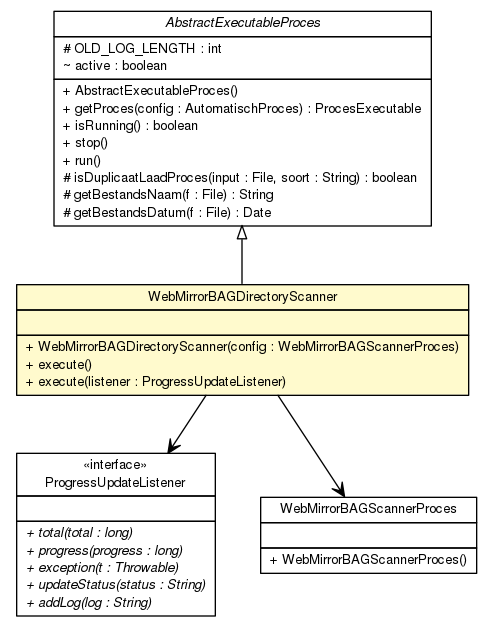 AbstractExecutableProces
# OLD_LOG_LENGTH : int
~ active : boolean
+ AbstractExecutableProces()
+ getProces(config : AutomatischProces) : ProcesExecutable
+ isRunning() : boolean
+ stop()
+ run()
# isDuplicaatLaadProces(input : File, soort : String) : boolean
# getBestandsNaam(f : File) : String
# getBestandsDatum(f : File) : Date
WebMirrorBAGDirectoryScanner
+ WebMirrorBAGDirectoryScanner(config : WebMirrorBAGScannerProces)
+ execute()
+ execute(listener : ProgressUpdateListener)
«interface»
ProgressUpdateListener
+ total(total : long)
+ progress(progress : long)
+ exception(t : Throwable)
+ updateStatus(status : String)
+ addLog(log : String)
WebMirrorBAGScannerProces
+ WebMirrorBAGScannerProces()